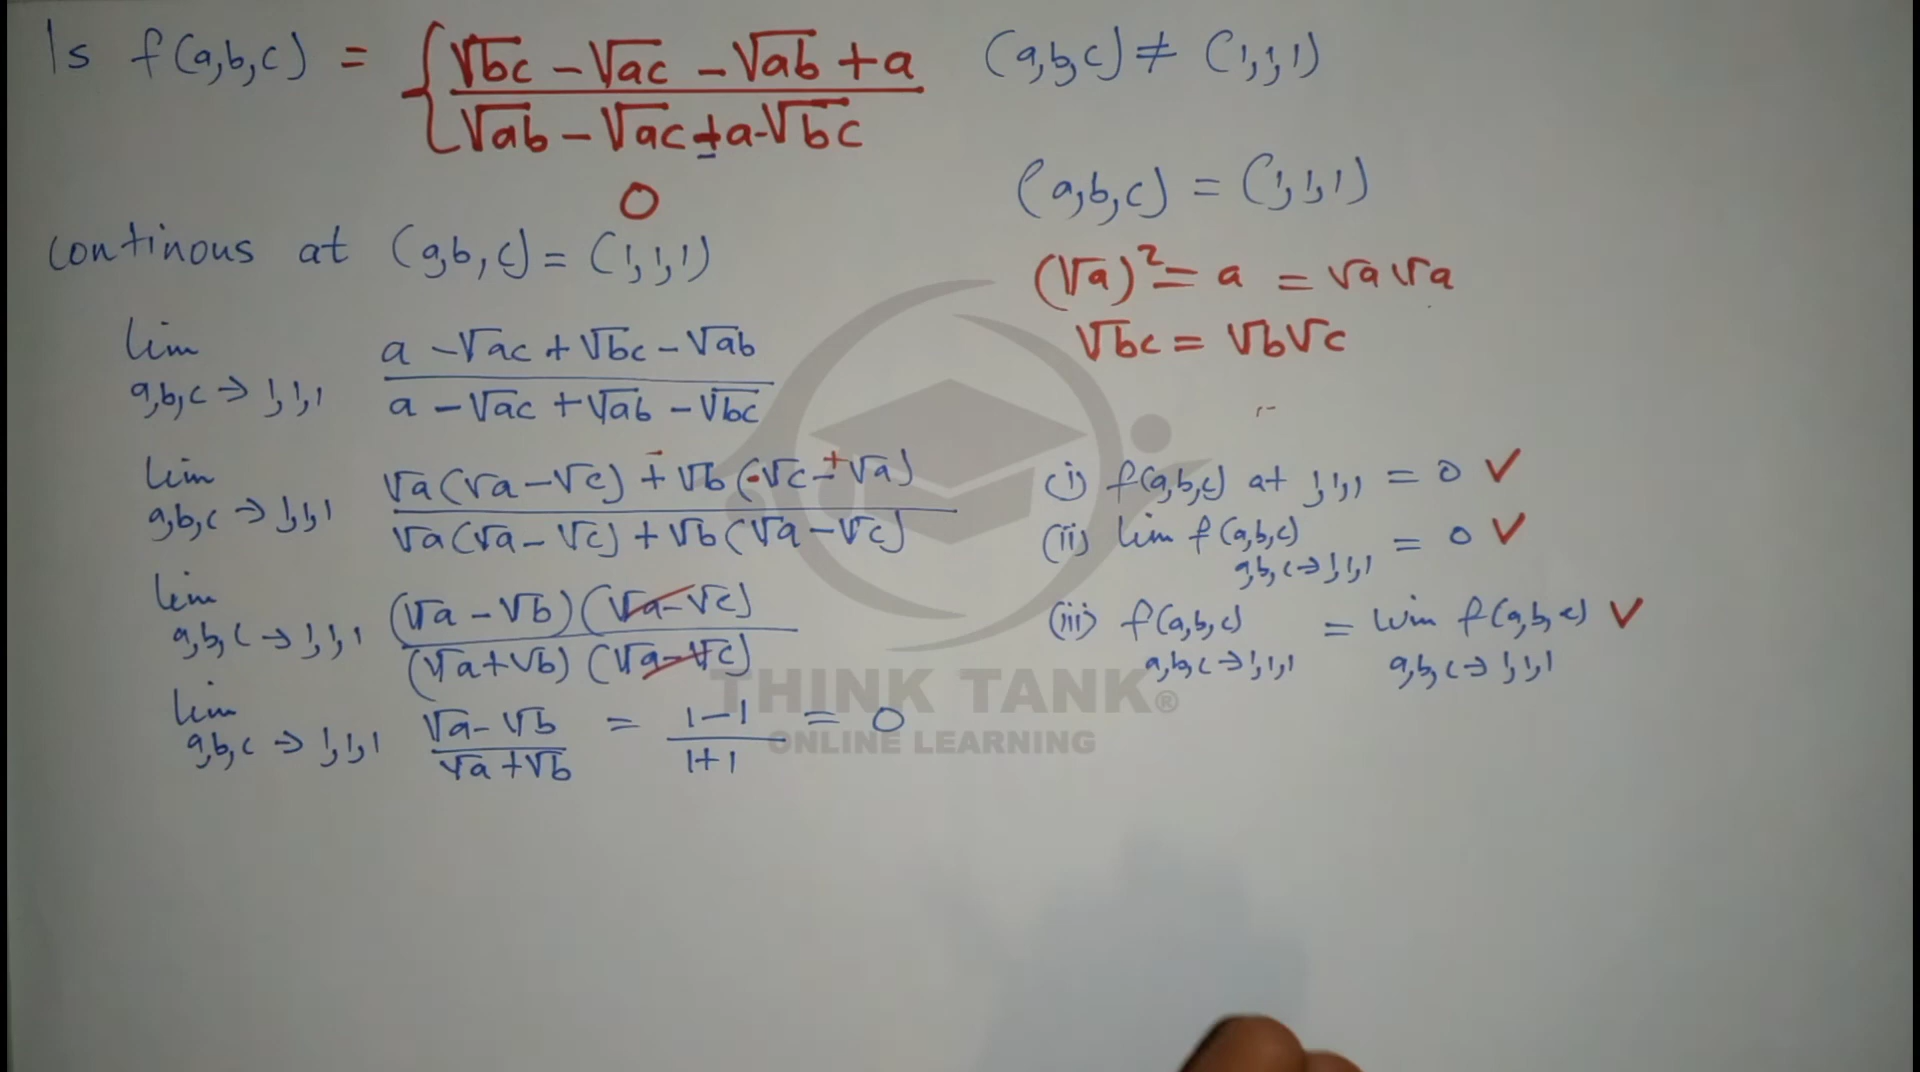 Is f(a,b,c) = { (√bc - √ac - √ab + a) / (√ab - √ac + a - √bc) (a,b,c) ≠ (1,1,1)
0 (a,b,c) = (1,1,1)
continous at (a,b,c) = (1,1,1)
(√a)² = a = √a √a
√bc = √b√c
lim a,b,c → 1,1,1 (a - √ac + √bc - √ab) / (a - √ac + √ab - √bc)
lim a,b,c → 1,1,1 (√a(√a - √c) - √b(-√c + √a)) / (√a(√a - √c) + √b(√a - √c))
lim a,b,c → 1,1,1 ((√a - √b)(√a - √c)) / ((√a + √b)(√a - √c))
lim a,b,c → 1,1,1 (√a - √b) / (√a + √b) = (1-1) / (1+1) = 0
(i) f(a,b,c) at 1,1,1 = 0 ✓
(ii) lim f(a,b,c) a,b,c → 1,1,1 = 0 ✓
(iii) f(a,b,c) a,b,c → 1,1,1 = lim f(a,b,c) a,b,c → 1,1,1 ✓
THINK TANK®
ONLINE LEARNING